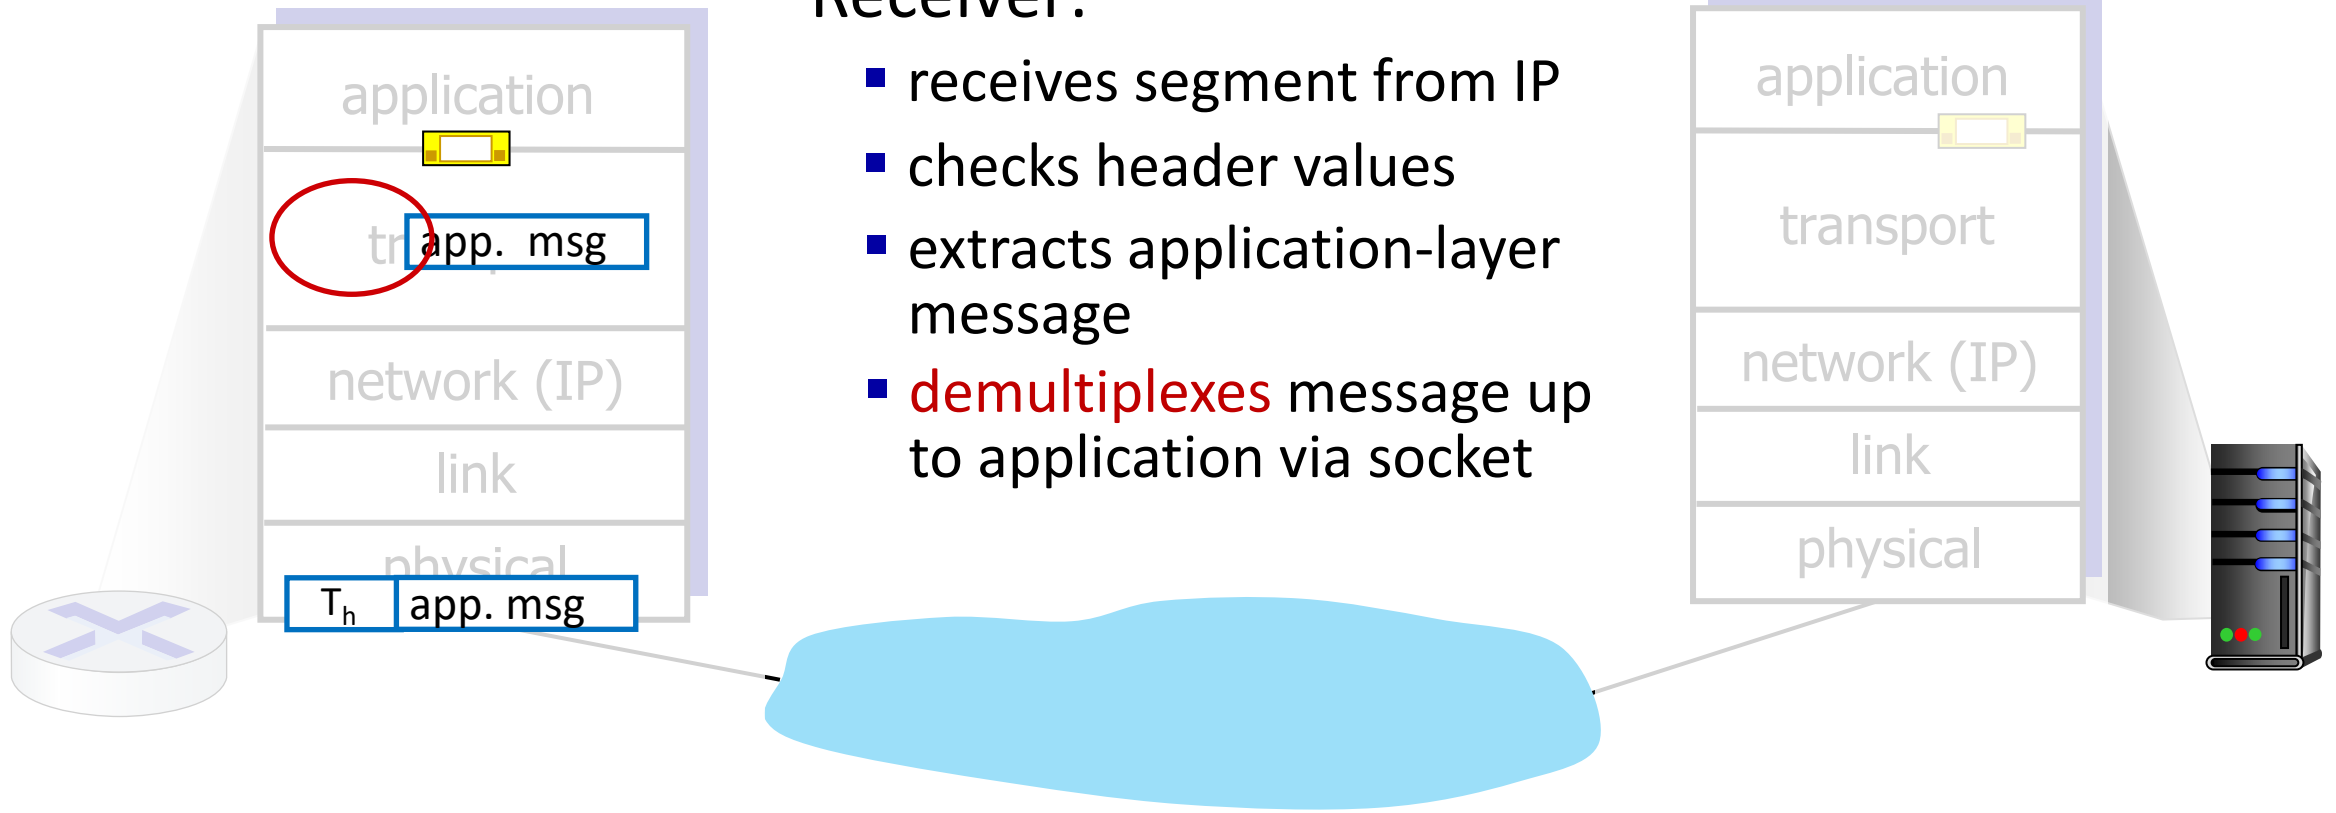 Receiver:
application
receives segment from IP
checks header values
extracts application-layer
message
demultiplexes message up
to application via socket
app. msg
network (IP)
link
physical
Th app. msg
application
transport
network (IP)
link
physical